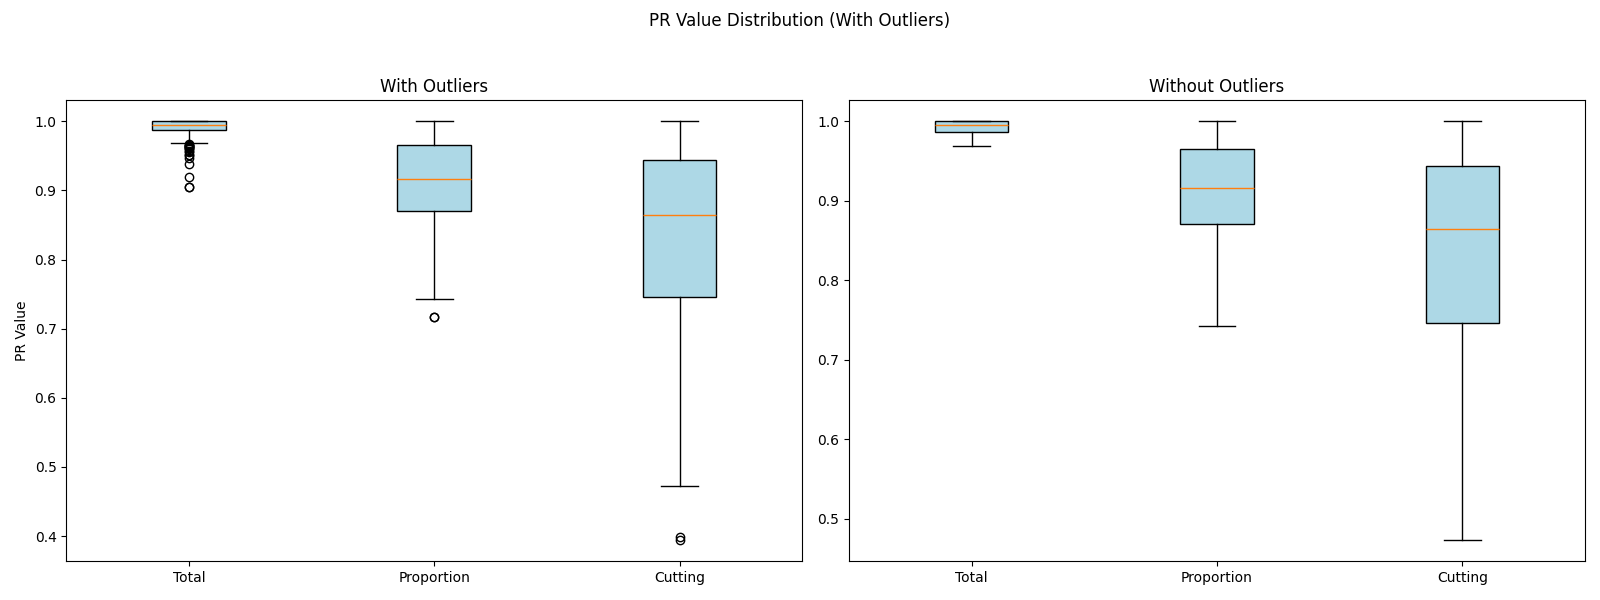 PR Value Distribution (With Outliers)
With Outliers
PR Value
1.0
0.9
0.8
0.7
0.6
0.5
0.4
Total
Proportion
Cutting
Without Outliers
1.0
0.9
0.8
0.7
0.6
0.5
Total
Proportion
Cutting